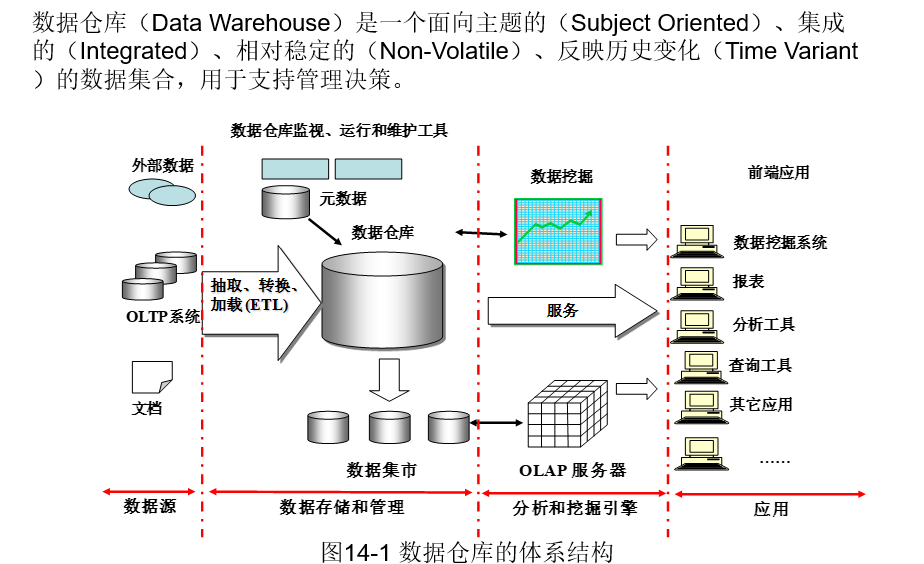 数据仓库（Data Warehouse）是一个面向主题的（Subject Oriented）、集成
的（Integrated）、相对稳定的（Non-Volatile）、反映历史变化（Time Variant
）的数据集合，用于支持管理决策。
数据仓库监视、运行和维护工具
外部数据
元数据
数据挖掘
前端应用
数据仓库
数据挖掘系统
抽取、转换、
加载(ETL)
OLTP系统
服务
报表
分析工具
查询工具
文档
其它应用
数据集市
OLAP 服务器
......
数据源
数据存储和管理
分析和挖掘引擎
应用
图14-1 数据仓库的体系结构